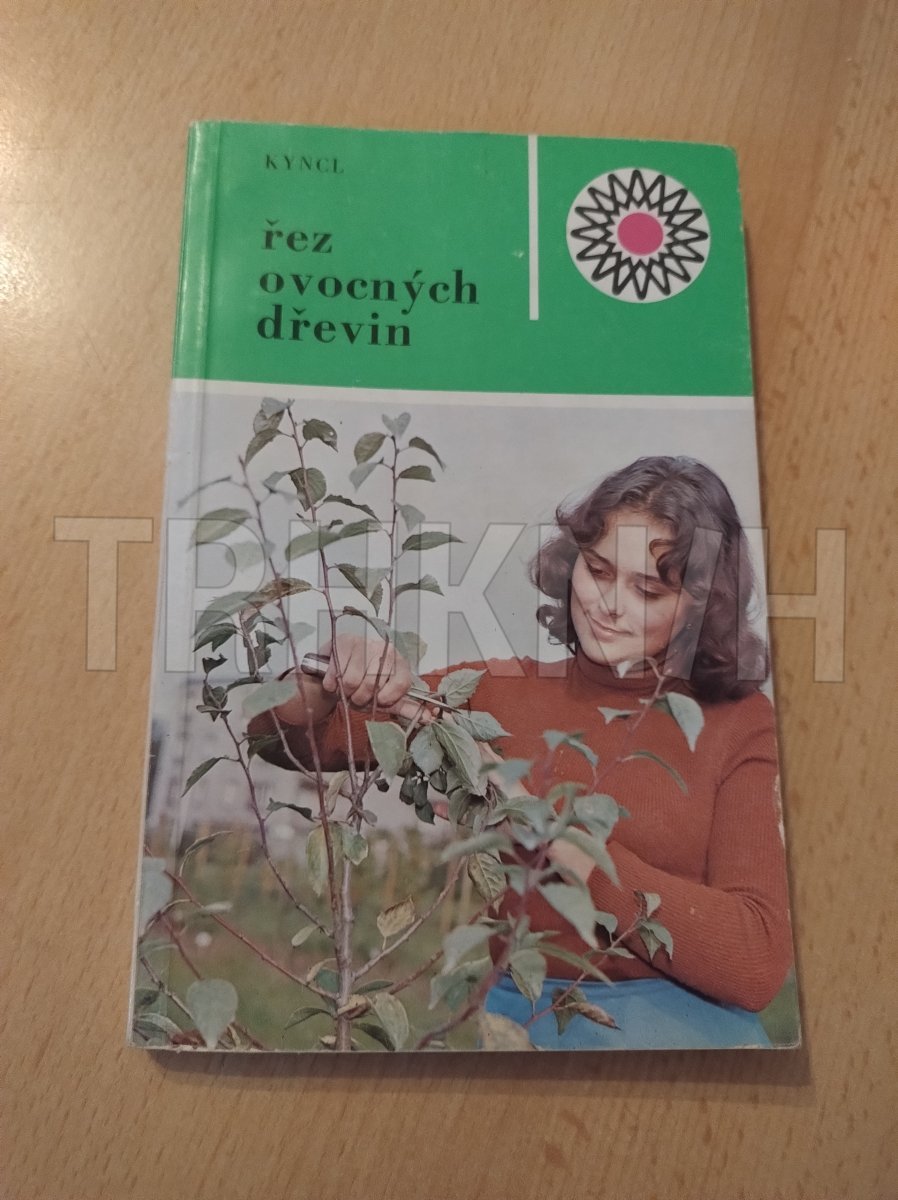 KYNCL
řez
ovocných
dřevin